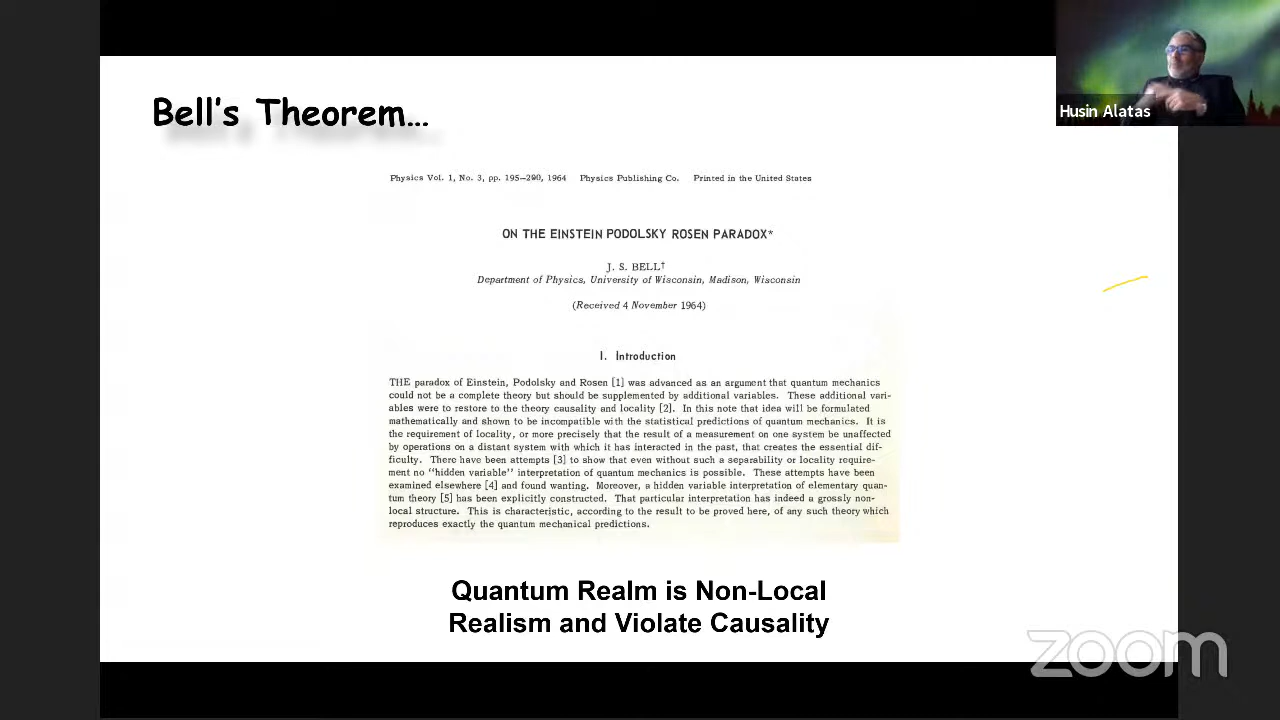 Bell's Theorem...
Husin Alatas
Physics Vol. 1, No. 3, pp. 195–290, 1964 Physics Publishing Co. Printed in the United States
ON THE EINSTEIN PODOLSKY ROSEN PARADOX*
J. S. BELL†
Department of Physics, University of Wisconsin, Madison, Wisconsin
(Received 4 November 1964)
I. Introduction
THE paradox of Einstein, Podolsky and Rosen [1] was advanced as an argument that quantum mechanics
could not be a complete theory but should be supplemented by additional variables. These additional vari-
ables were to restore to the theory causality and locality [2]. In this note that idea will be formulated
mathematically and shown to be incompatible with the statistical predictions of quantum mechanics. It is
the requirement of locality, or more precisely that the result of a measurement on one system be unaffected
by operations on a distant system with which it has interacted in the past, that creates the essential dif-
ficulty. There have been attempts [3] to show that even without such a separability or locality require-
ment no "hidden variable" interpretation of quantum mechanics is possible. These attempts have been
examined elsewhere [4] and found wanting. Moreover, a hidden variable interpretation of elementary quan-
tum theory [5] has been explicitly constructed. That particular interpretation has indeed a grossly non-
local structure. This is characteristic, according to the result to be proved here, of any such theory which
reproduces exactly the quantum mechanical predictions.
Quantum Realm is Non-Local
Realism and Violate Causality
zoom